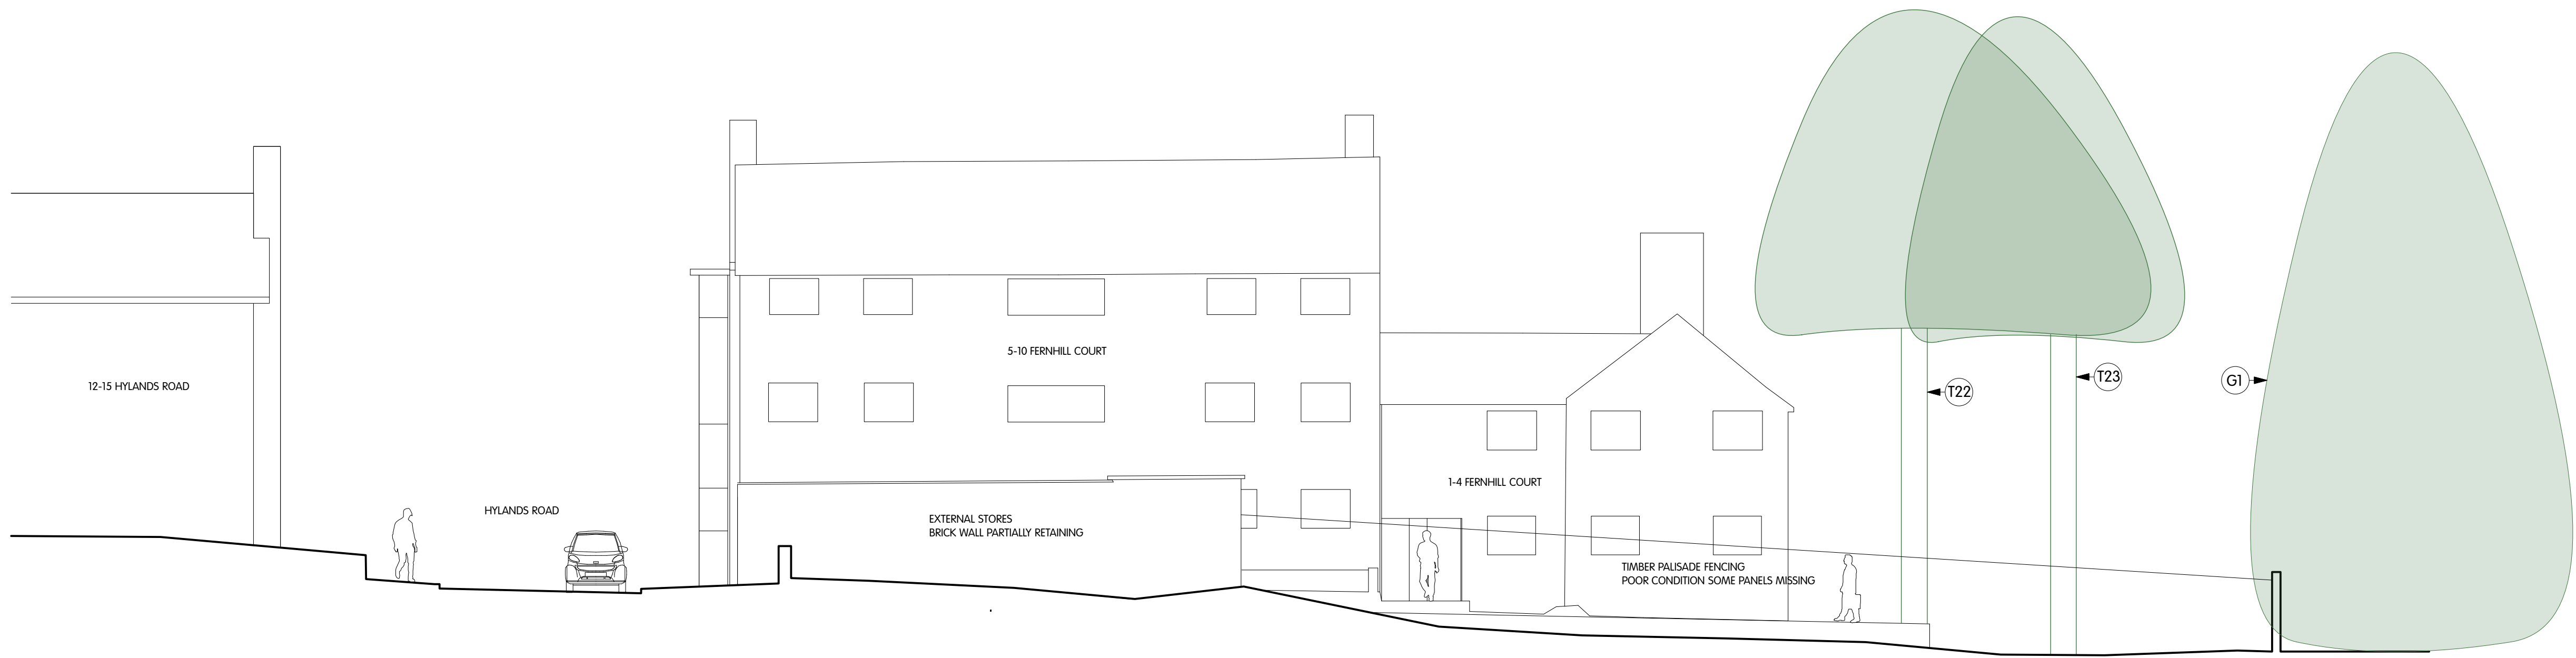 12-15 HYLANDS ROAD
HYLANDS ROAD
5-10 FERNHILL COURT
EXTERNAL STORES
BRICK WALL PARTIALLY RETAINING
1-4 FERNHILL COURT
TIMBER PALISADE FENCING
POOR CONDITION SOME PANELS MISSING
T22
T23
G1